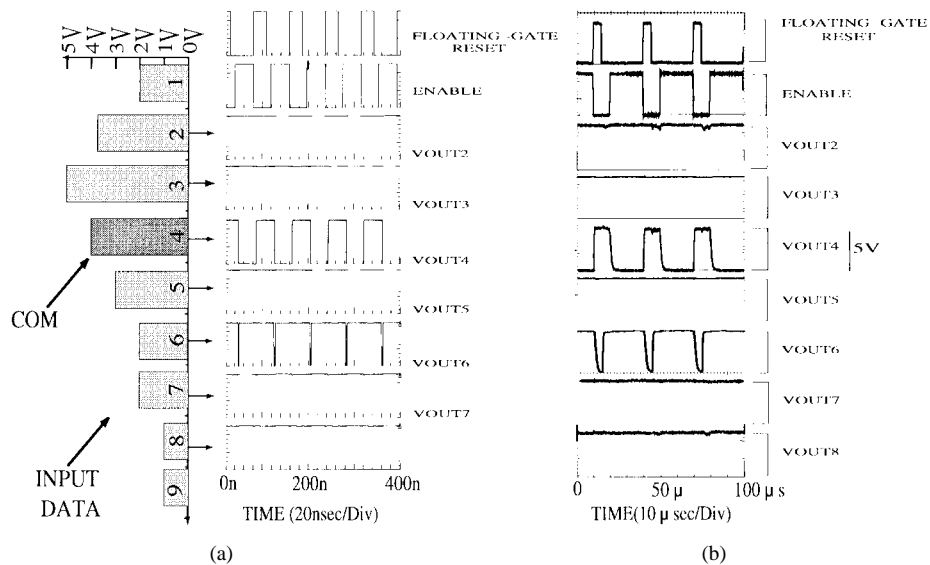 5V
4V
3V
2V
1V
0V
1
2
3
4
5
6
7
8
9
COM
INPUT
DATA
FLOATING-GATE
RESET
ENABLE
VOUT2
VOUT3
VOUT4
VOUT5
VOUT6
VOUT7
0n
200n
400n
TIME (20nsec/Div)
(a)
FLOATING-GATE
RESET
ENABLE
VOUT2
VOUT3
VOUT4
5V
VOUT5
VOUT6
VOUT7
VOUT8
0
50 μ
100 μ s
TIME(10 μ sec/Div)
(b)